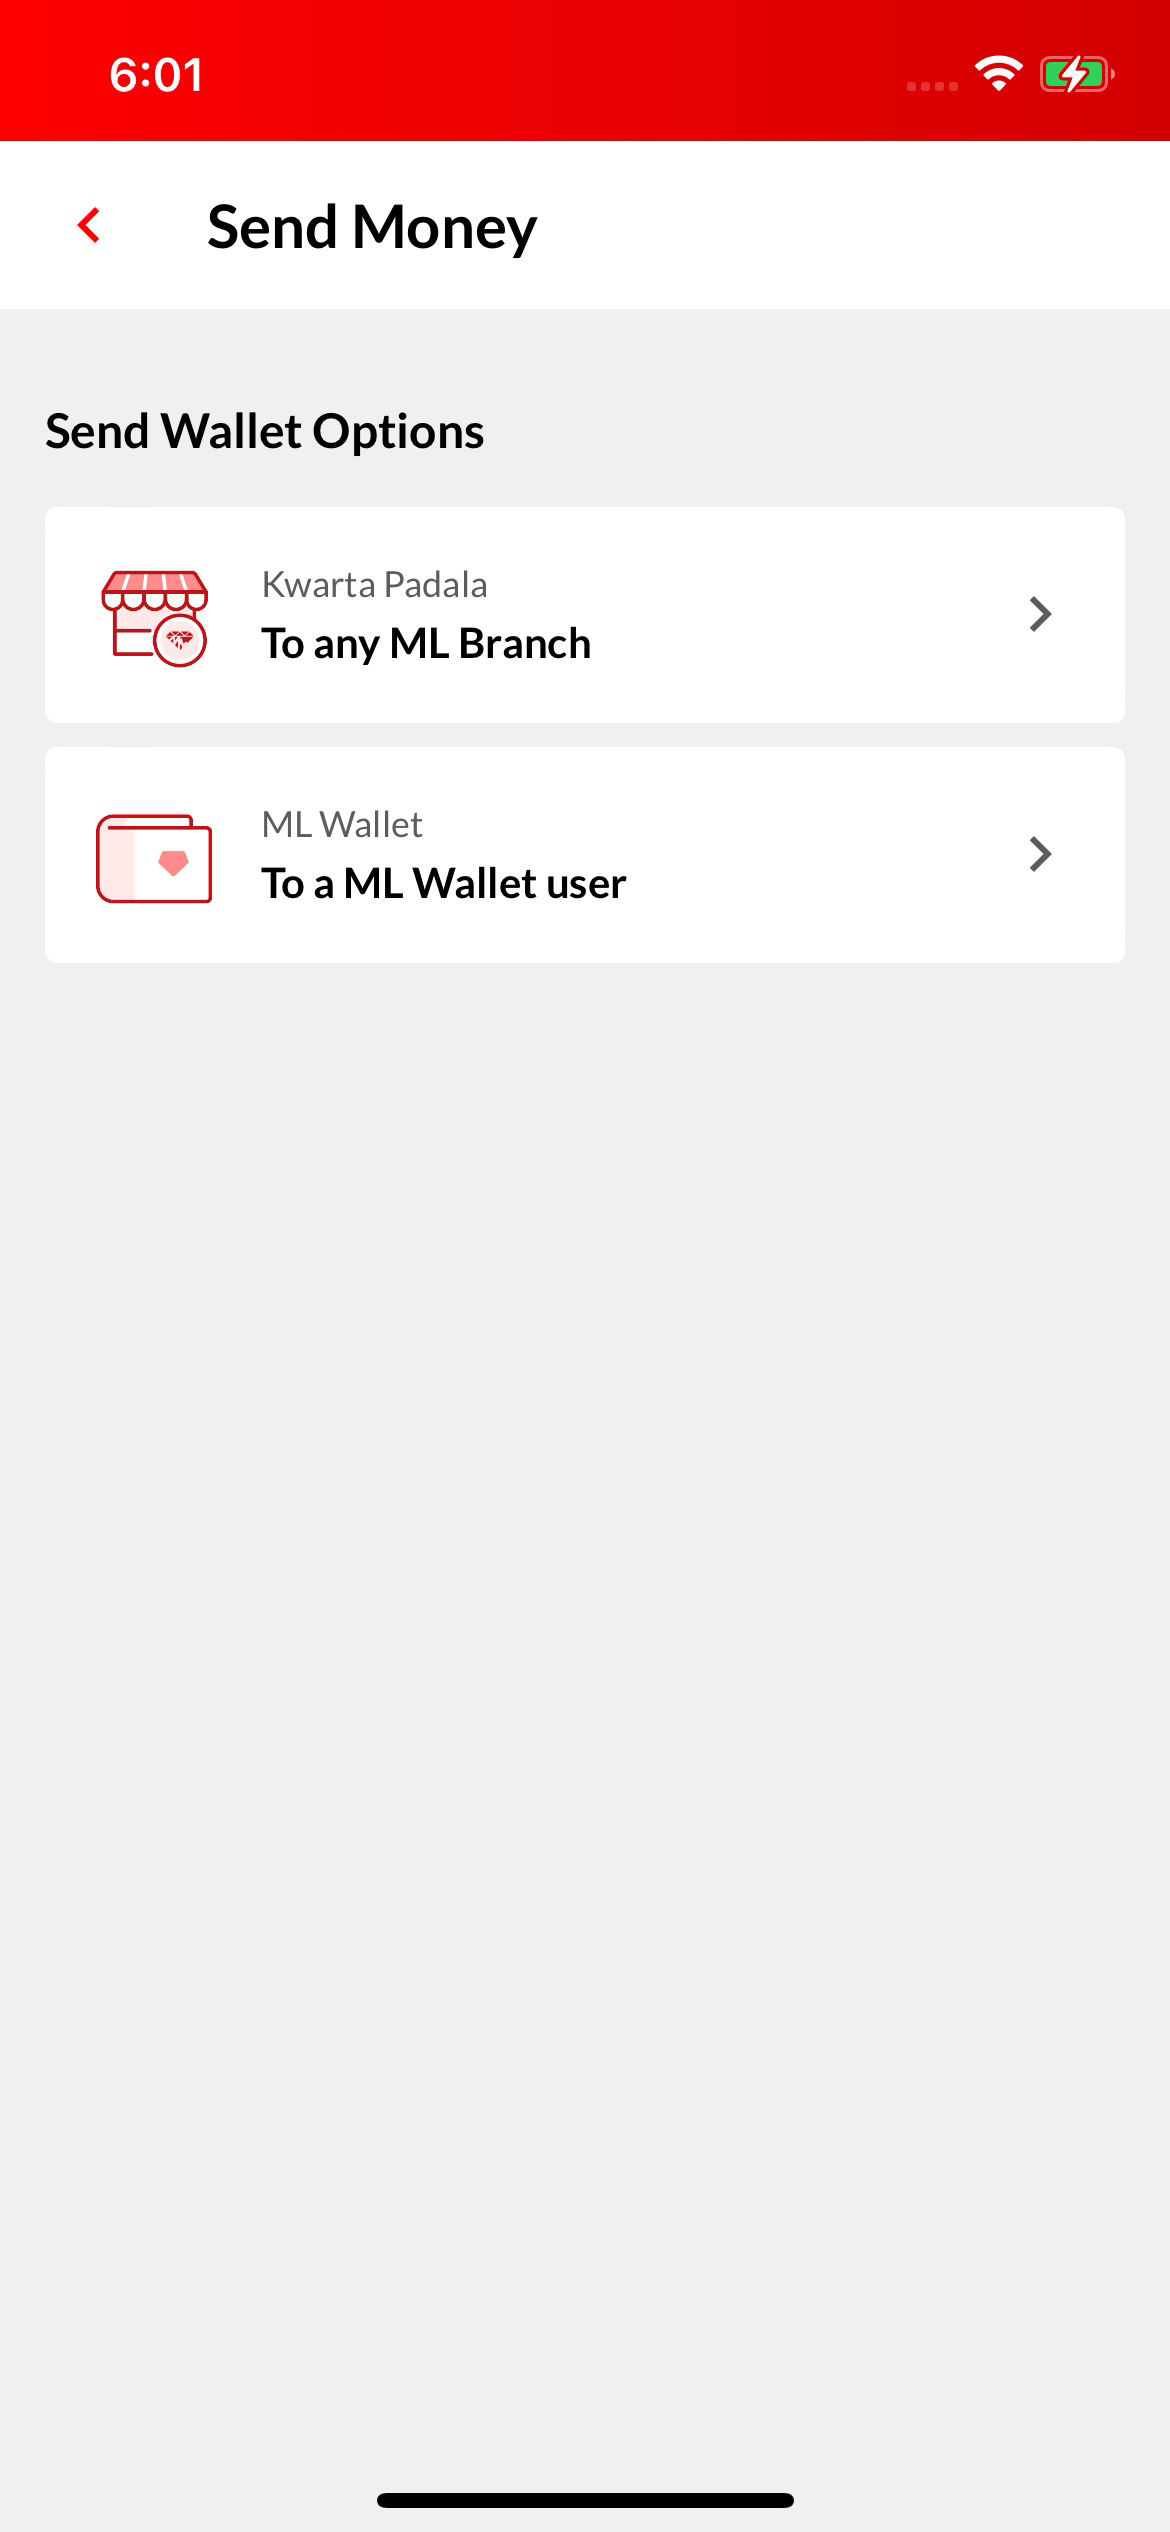 6:01
Send Money
Send Wallet Options
Kwarta Padala
To any ML Branch
ML Wallet
To a ML Wallet user